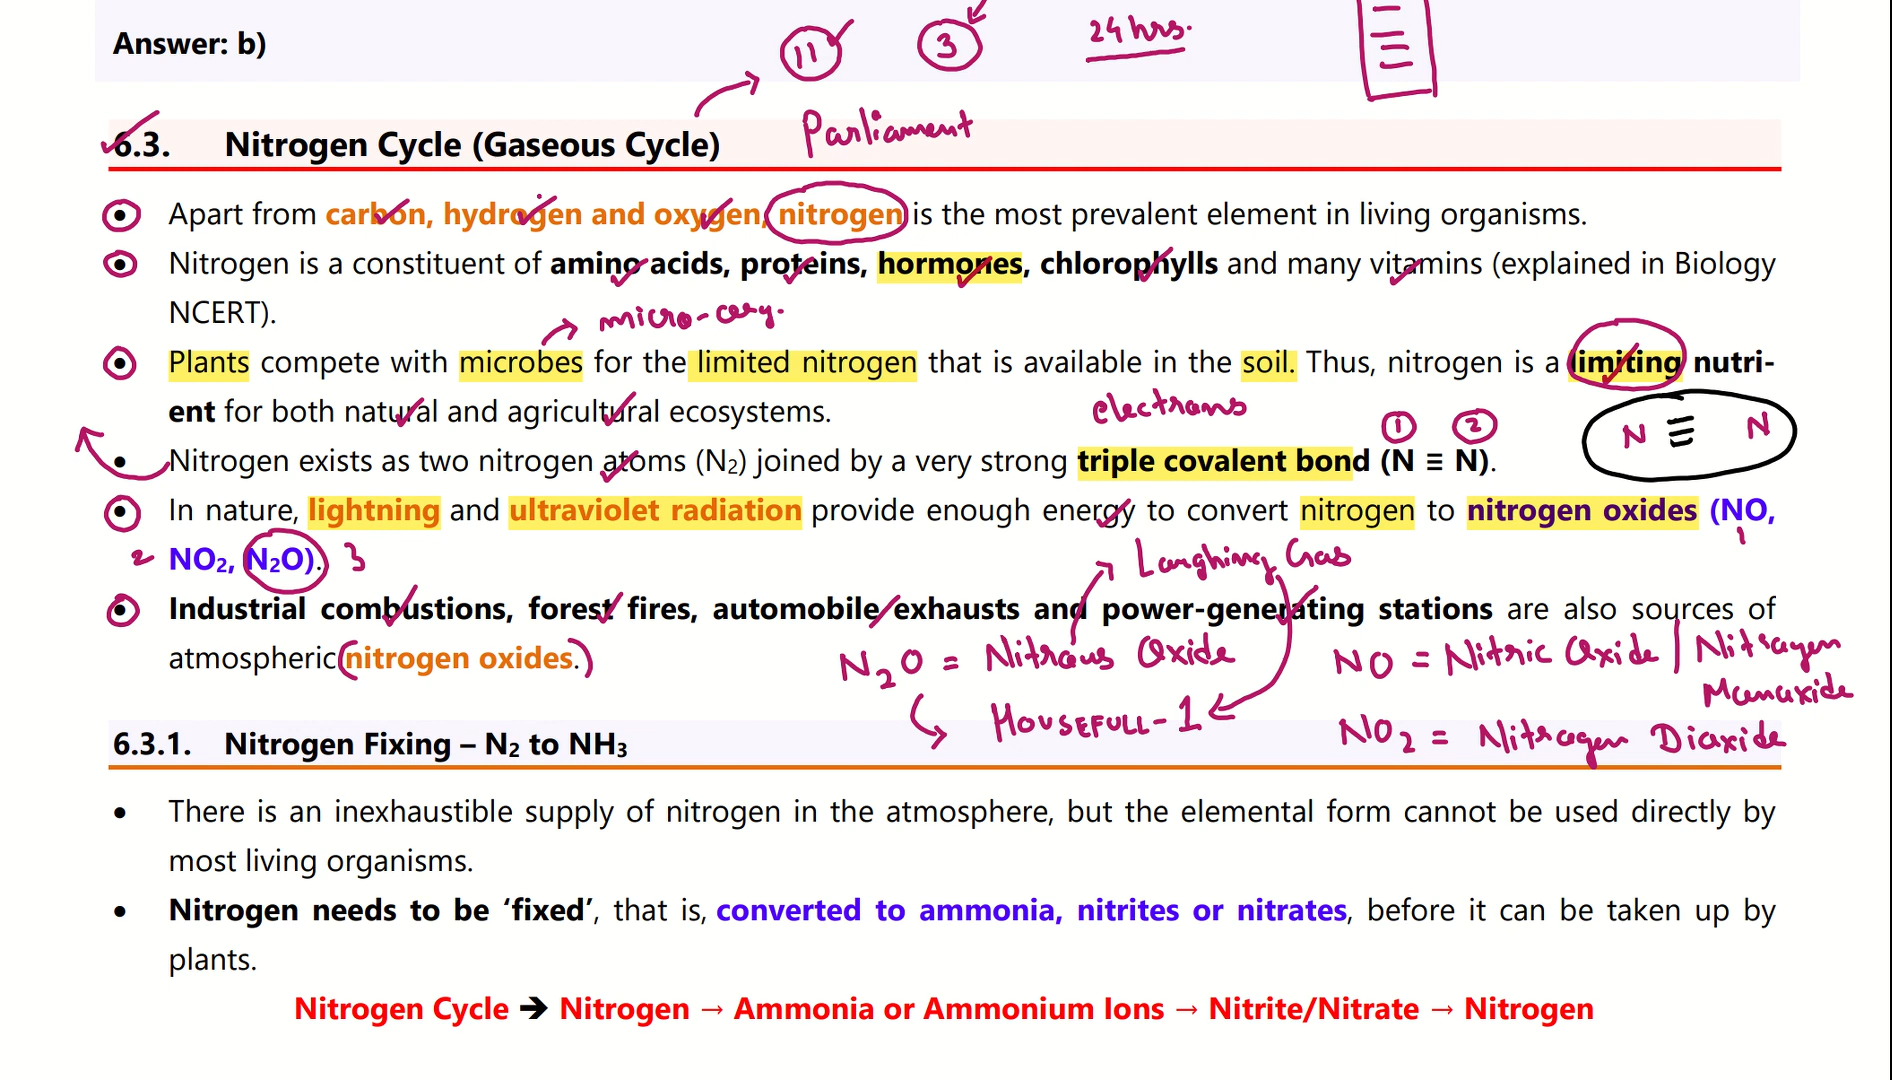 Answer: b)
11 3 24 hrs.
Parliament
6.3. Nitrogen Cycle (Gaseous Cycle)
• Apart from carbon, hydrogen and oxygen, nitrogen is the most prevalent element in living organisms.
• Nitrogen is a constituent of amino acids, proteins, hormones, chlorophylls and many vitamins (explained in Biology
NCERT).
micro-orgs.
• Plants compete with microbes for the limited nitrogen that is available in the soil. Thus, nitrogen is a limiting nutri-
ent for both natural and agricultural ecosystems.
electrons
1 2
N ≡ N
• Nitrogen exists as two nitrogen atoms (N₂) joined by a very strong triple covalent bond (N ≡ N).
• In nature, lightning and ultraviolet radiation provide enough energy to convert nitrogen to nitrogen oxides (NO,
1
2 NO₂, N₂O). 3
Laughing Gas
• Industrial combustions, forest fires, automobile exhausts and power-generating stations are also sources of
atmospheric (nitrogen oxides.)
N₂O = Nitrous Oxide
NO = Nitric Oxide / Nitrogen
Monoxide
HOUSEFULL-1
NO₂ = Nitrogen Dioxide
6.3.1. Nitrogen Fixing – N₂ to NH₃
• There is an inexhaustible supply of nitrogen in the atmosphere, but the elemental form cannot be used directly by
most living organisms.
• Nitrogen needs to be ‘fixed’, that is, converted to ammonia, nitrites or nitrates, before it can be taken up by
plants.
Nitrogen Cycle ➔ Nitrogen → Ammonia or Ammonium Ions → Nitrite/Nitrate → Nitrogen